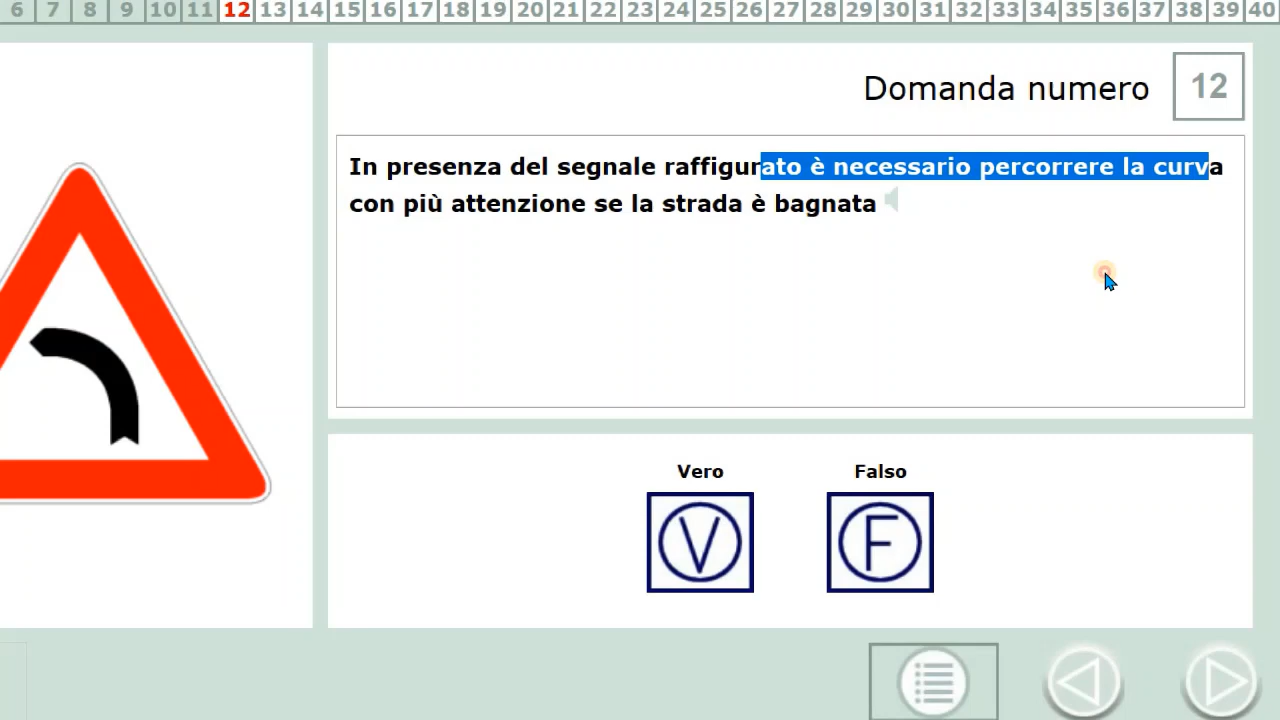 6 7 8 9 10 11 12 13 14 15 16 17 18 19 20 21 22 23 24 25 26 27 28 29 30 31 32 33 34 35 36 37 38 39 40
Domanda numero 12
In presenza del segnale raffigurato è necessario percorrere la curva
con più attenzione se la strada è bagnata
Vero Falso
V F